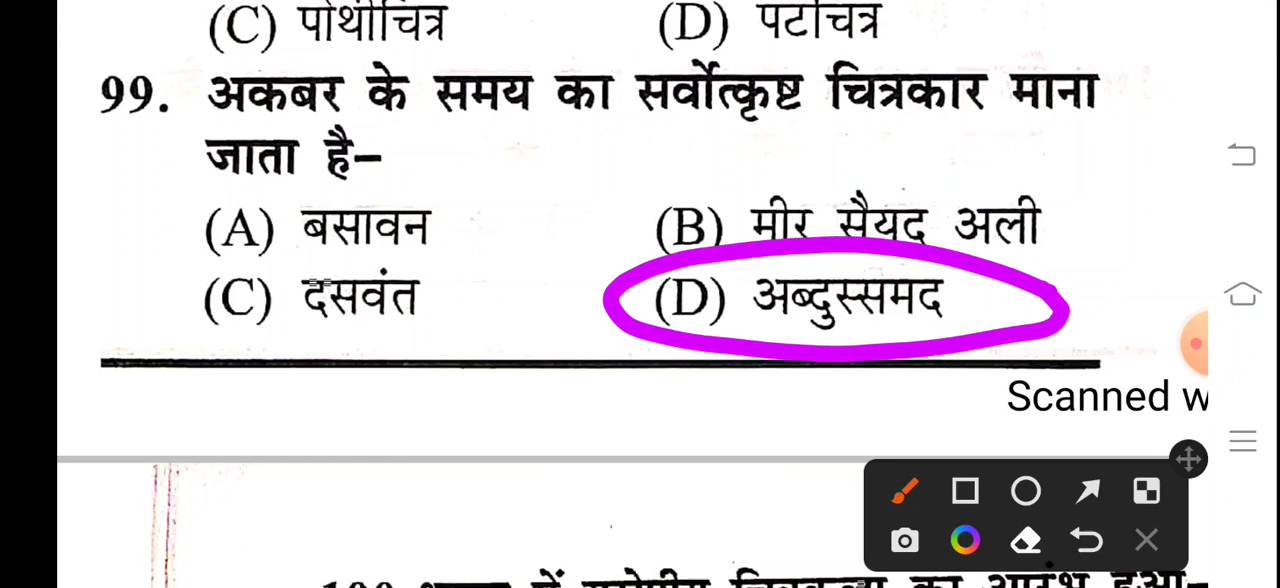 (C) पोथीचित्र (D) पटचित्र
99. अकबर के समय का सर्वोत्कृष्ट चित्रकार माना
जाता है–
(A) बसावन (B) मीर सैयद अली
(C) दसवंत (D) अब्दुस्समद
Scanned w